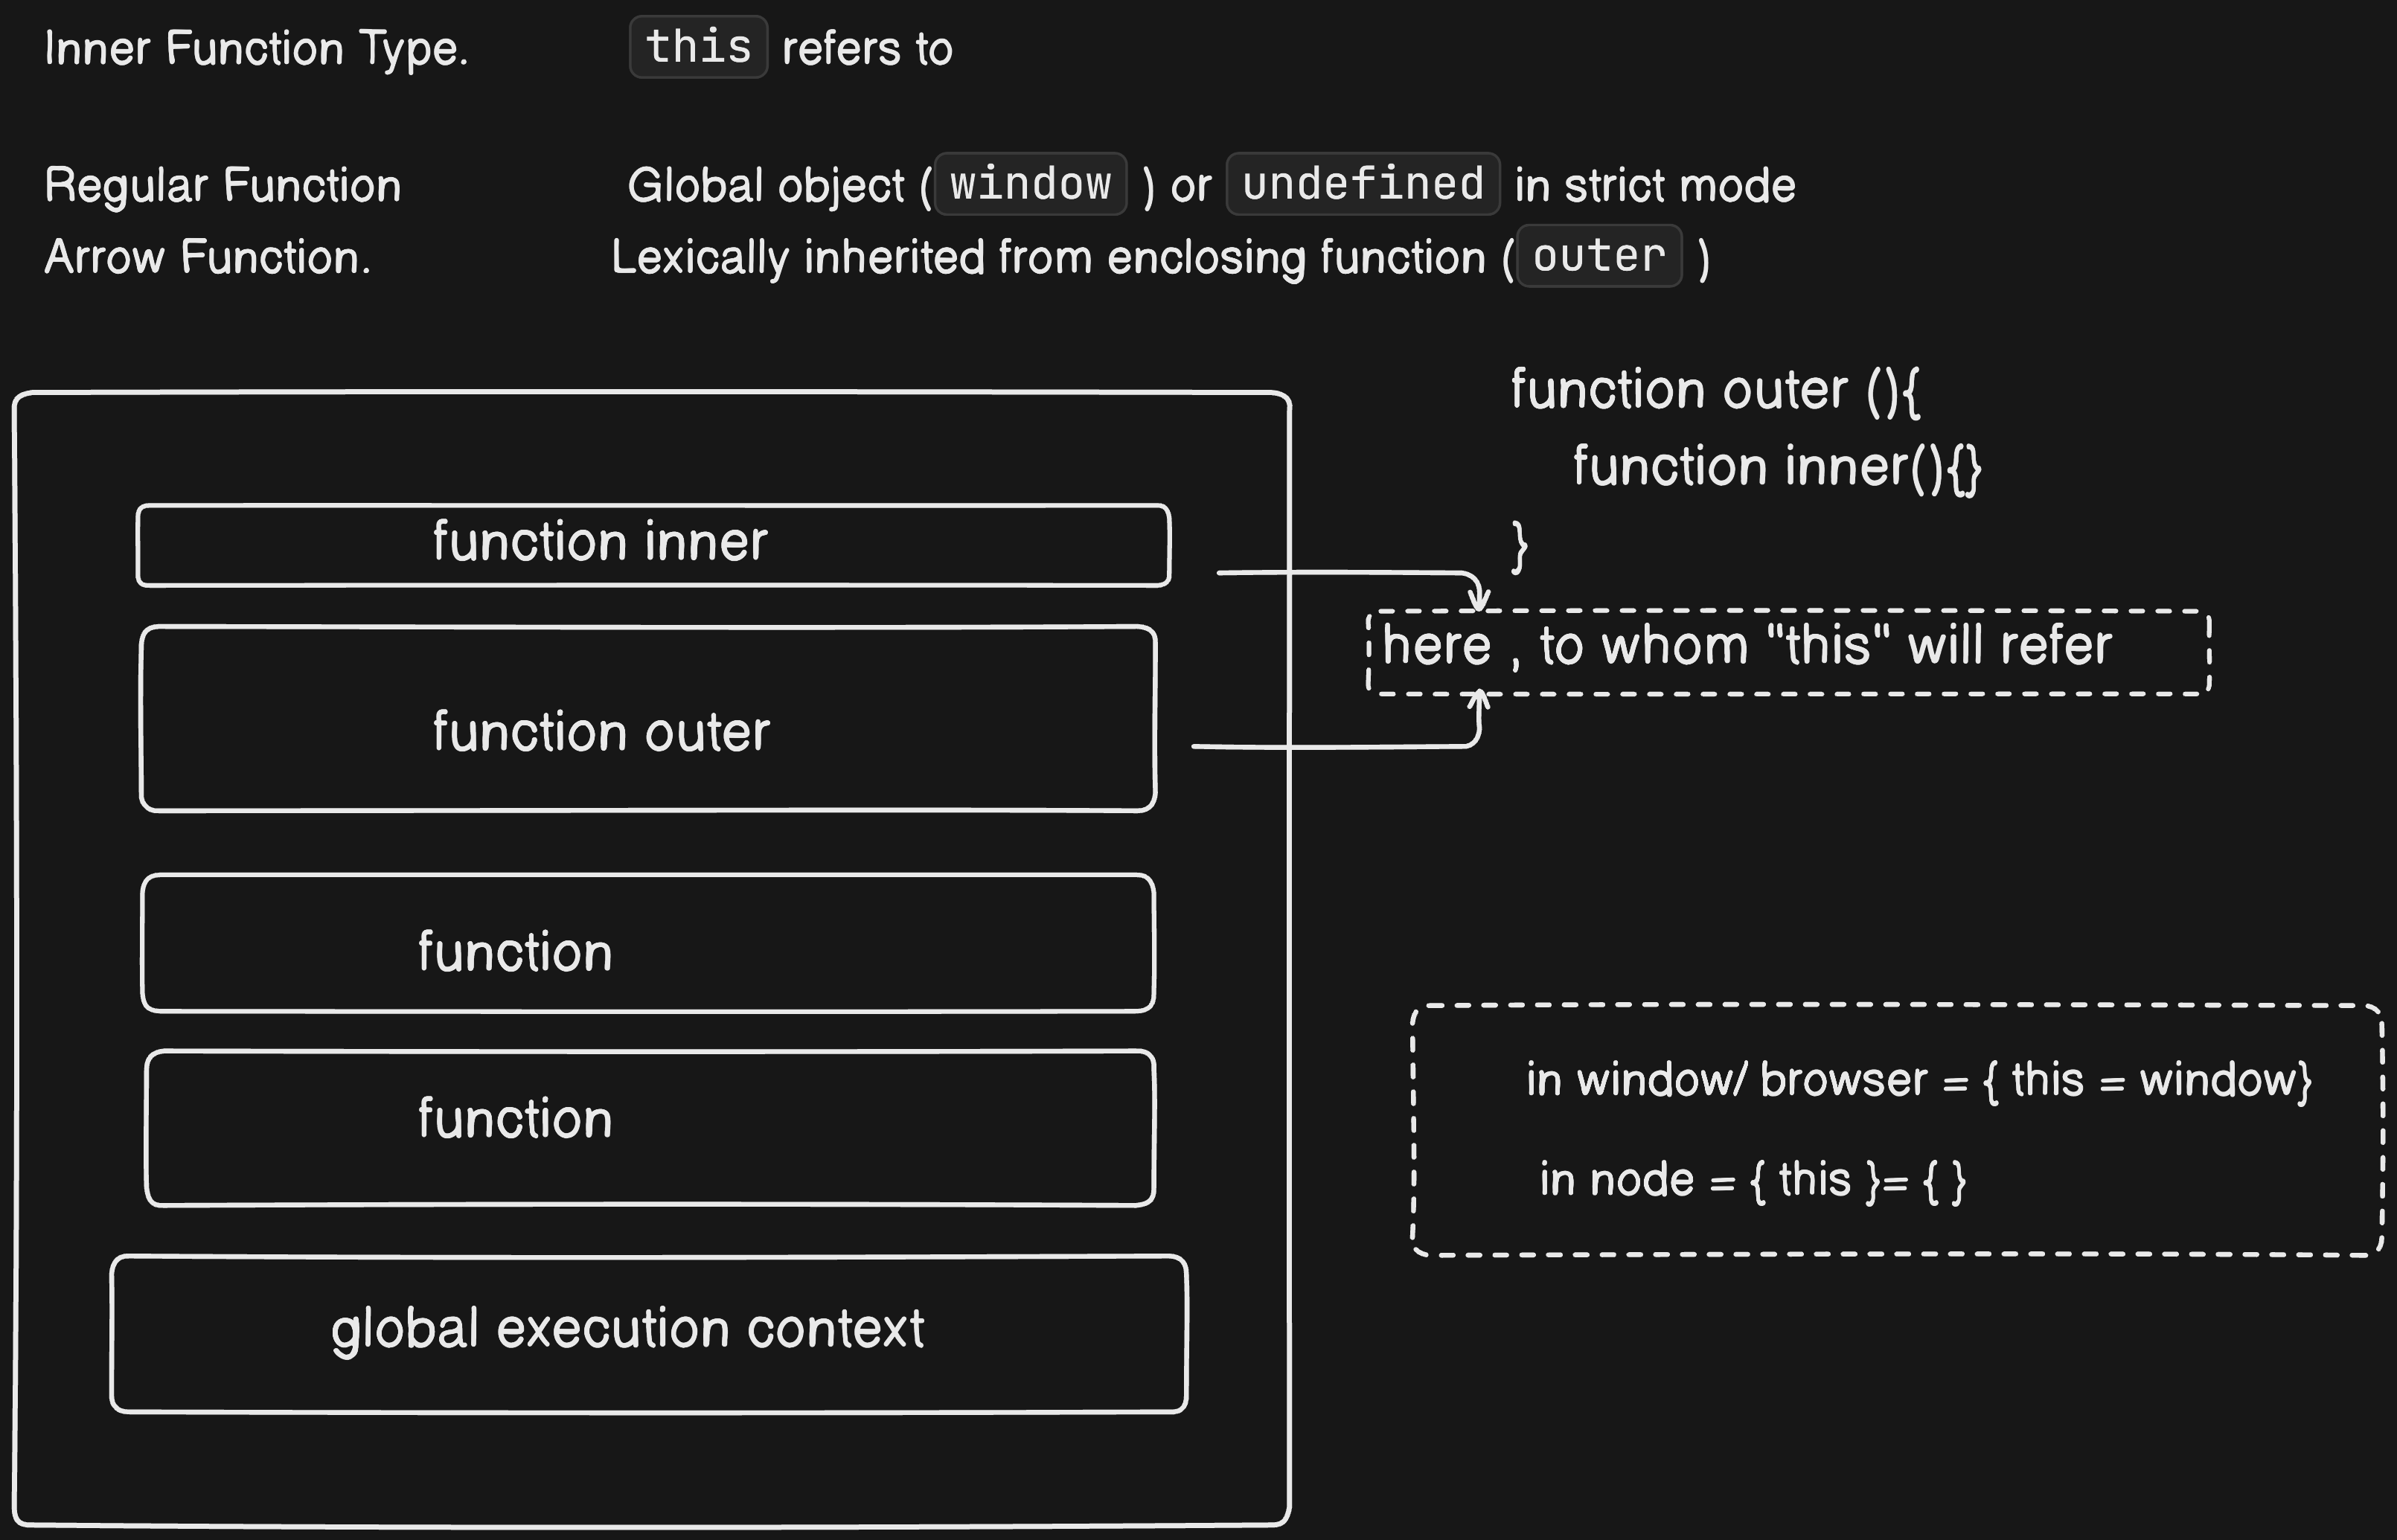 Inner Function Type. this refers to
Regular Function Global object ( window ) or undefined in strict mode
Arrow Function. Lexically inherited from enclosing function ( outer )
function outer (){
function inner(){}
}
here , to whom "this" will refer
function inner
function outer
function
function
global execution context
in window/ browser = { this = window}
in node = { this }= { }